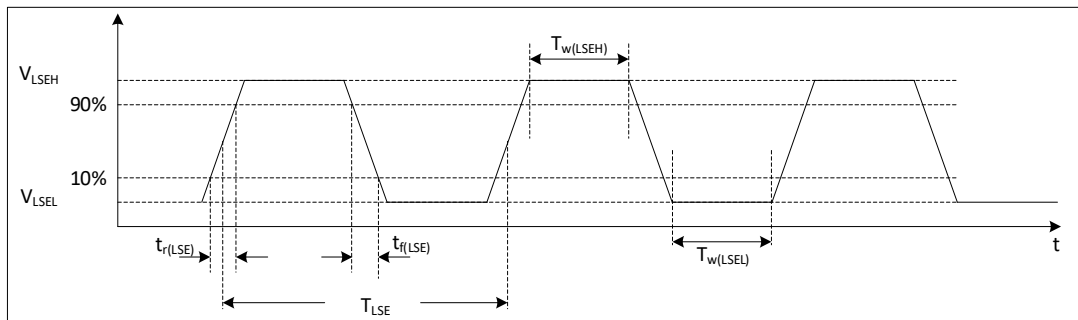 T_w(LSEH)
V_LSEH
90%
10%
V_LSEL
t_r(LSE)
t_f(LSE)
T_w(LSEL)
t
T_LSE